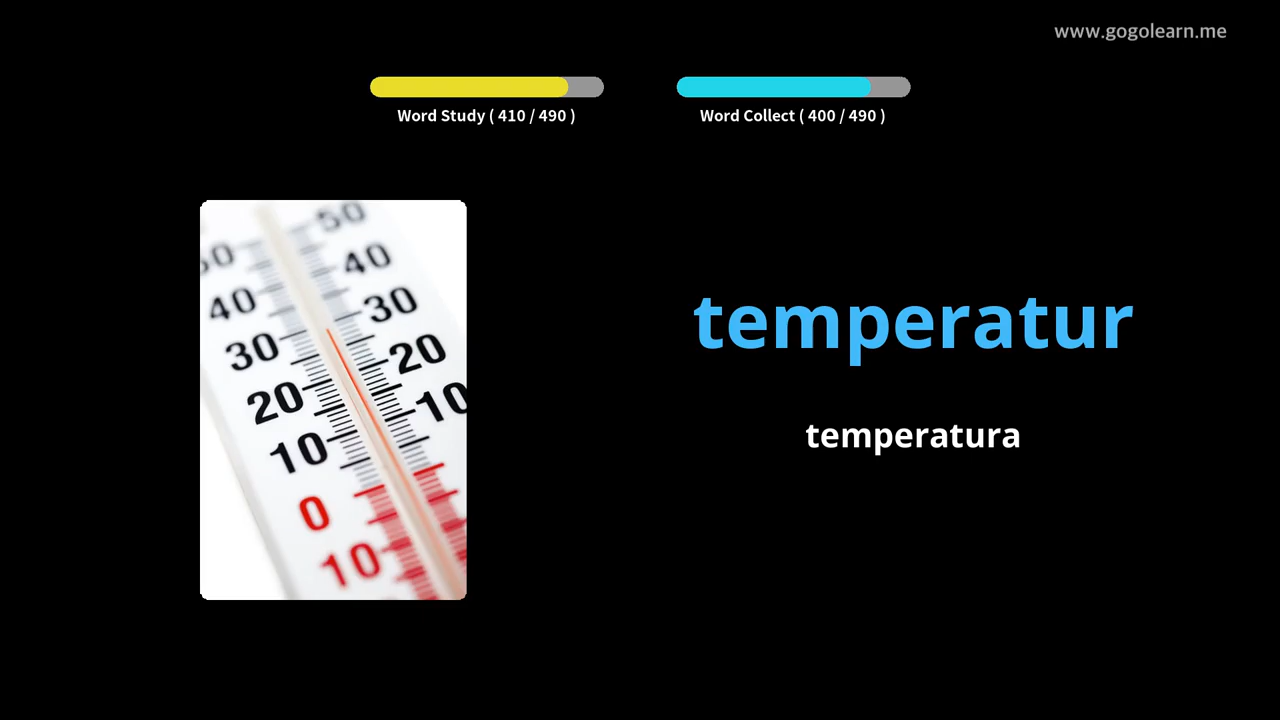 www.gogolearn.me
Word Study ( 410 / 490 )
Word Collect ( 400 / 490 )
50
50
40
40
30
30
20
20
10
10
0
10
temperatur
temperatura